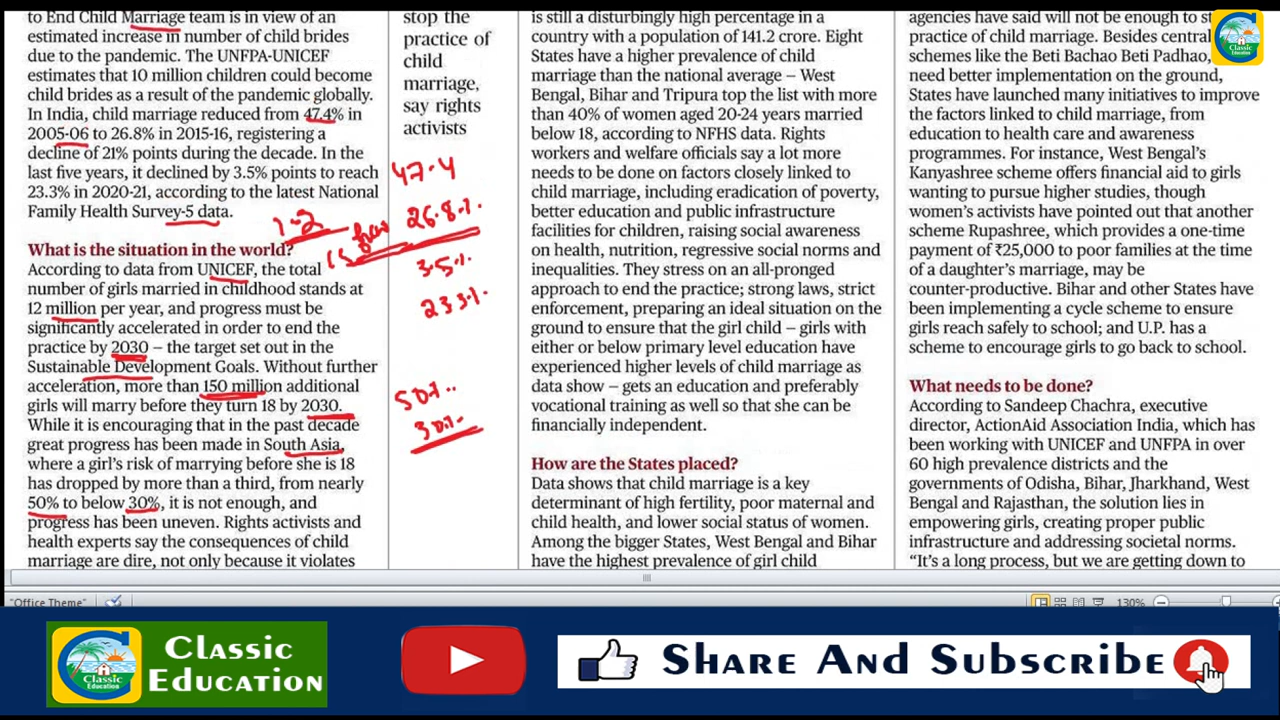 to End Child Marriage team is in view of an
estimated increase in number of child brides
due to the pandemic. The UNFPA-UNICEF
estimates that 10 million children could become
child brides as a result of the pandemic globally.
In India, child marriage reduced from 47.4% in
2005-06 to 26.8% in 2015-16, registering a
decline of 21% points during the decade. In the
last five years, it declined by 3.5% points to reach
23.3% in 2020-21, according to the latest National
Family Health Survey-5 data.
What is the situation in the world?
According to data from UNICEF, the total
number of girls married in childhood stands at
12 million per year, and progress must be
significantly accelerated in order to end the
practice by 2030 – the target set out in the
Sustainable Development Goals. Without further
acceleration, more than 150 million additional
girls will marry before they turn 18 by 2030.
While it is encouraging that in the past decade
great progress has been made in South Asia,
where a girl's risk of marrying before she is 18
has dropped by more than a third, from nearly
50% to below 30%, it is not enough, and
progress has been uneven. Rights activists and
health experts say the consequences of child
marriage are dire, not only because it violates
stop the
practice of
child
marriage,
say rights
activists
47.4
26.8%
3.5%
233%
50%
30%
is still a disturbingly high percentage in a
country with a population of 141.2 crore. Eight
States have a higher prevalence of child
marriage than the national average – West
Bengal, Bihar and Tripura top the list with more
than 40% of women aged 20-24 years married
below 18, according to NFHS data. Rights
workers and welfare officials say a lot more
needs to be done on factors closely linked to
child marriage, including eradication of poverty,
better education and public infrastructure
facilities for children, raising social awareness
on health, nutrition, regressive social norms and
inequalities. They stress on an all-pronged
approach to end the practice; strong laws, strict
enforcement, preparing an ideal situation on the
ground to ensure that the girl child – girls with
either or below primary level education have
experienced higher levels of child marriage as
data show – gets an education and preferably
vocational training as well so that she can be
financially independent.
How are the States placed?
Data shows that child marriage is a key
determinant of high fertility, poor maternal and
child health, and lower social status of women.
Among the bigger States, West Bengal and Bihar
have the highest prevalence of girl child
agencies have said will not be enough to
practice of child marriage. Besides central
schemes like the Beti Bachao Beti Padhao,
need better implementation on the ground,
States have launched many initiatives to improve
the factors linked to child marriage, from
education to health care and awareness
programmes. For instance, West Bengal's
Kanyashree scheme offers financial aid to girls
wanting to pursue higher studies, though
women's activists have pointed out that another
scheme Rupashree, which provides a one-time
payment of ₹25,000 to poor families at the time
of a daughter's marriage, may be
counter-productive. Bihar and other States have
been implementing a cycle scheme to ensure
girls reach safely to school; and U.P. has a
scheme to encourage girls to go back to school.
What needs to be done?
According to Sandeep Chachra, executive
director, ActionAid Association India, which has
been working with UNICEF and UNFPA in over
60 high prevalence districts and the
governments of Odisha, Bihar, Jharkhand, West
Bengal and Rajasthan, the solution lies in
empowering girls, creating proper public
infrastructure and addressing societal norms.
“It's a long process, but we are getting down to
Classic
Education
"Office Theme"
130%
Classic
Education
Classic
Education
Share And Subscribe